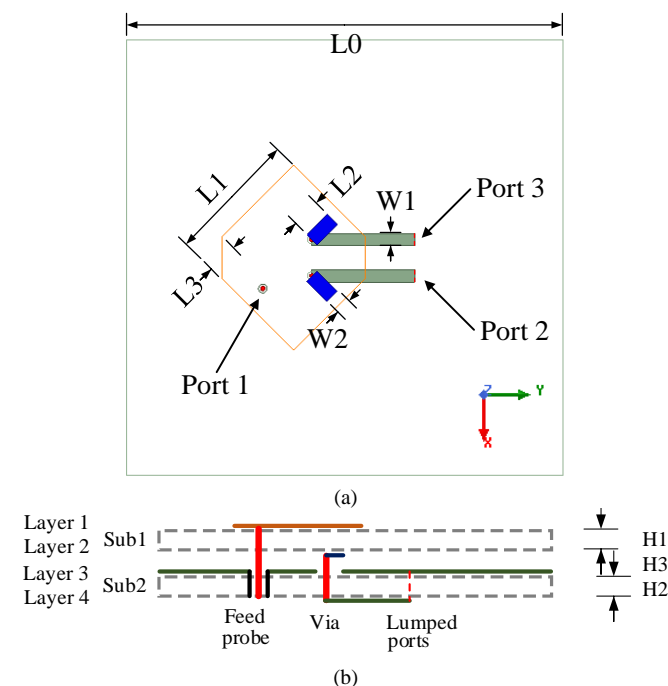 L0
L1
L2
W1
Port 3
L3
W2
Port 2
Port 1
Z
Y
X
(a)
Layer 1
Sub1
H1
Layer 2
H3
Layer 3
Sub2
H2
Layer 4
Feed
probe
Via
Lumped
ports
(b)